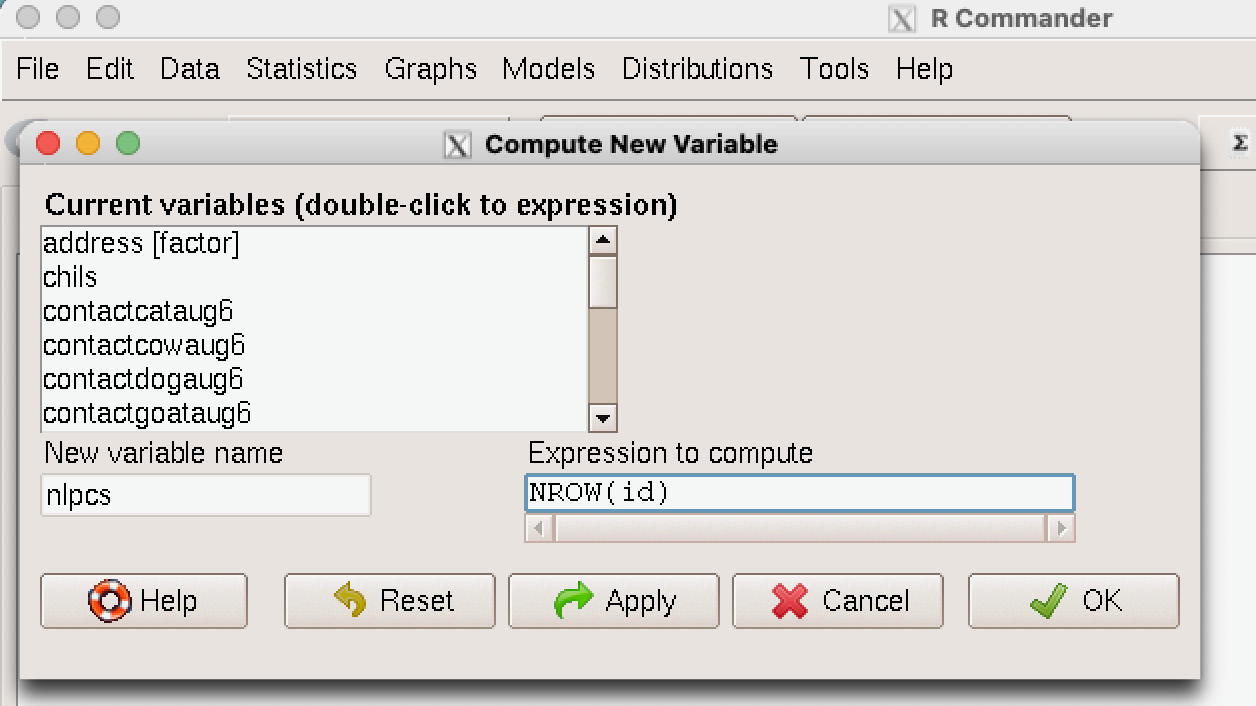 R Commander
File Edit Data Statistics Graphs Models Distributions Tools Help
Σ
Compute New Variable
Current variables (double-click to expression)
address [factor]
chils
contactcataug6
contactcowaug6
contactdogaug6
contactgoataug6
New variable name Expression to compute
nlpcs NROW(id)
Help Reset Apply Cancel OK